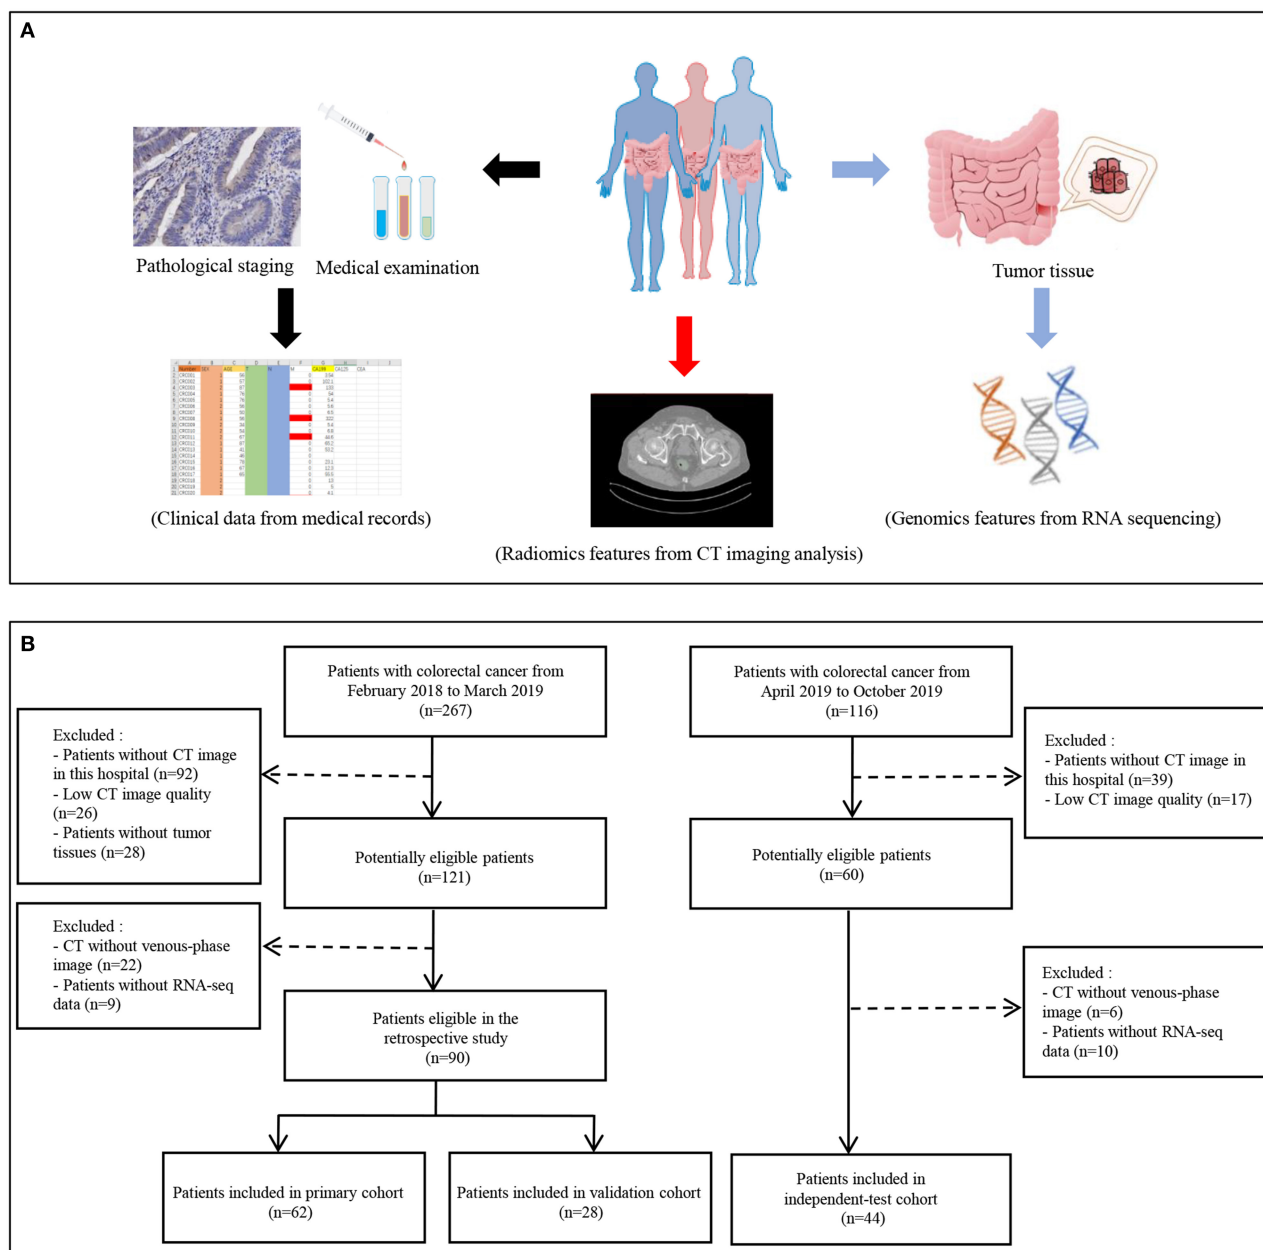 A
Pathological staging
Medical examination
Tumor tissue
(Clinical data from medical records)
(Radiomics features from CT imaging analysis)
(Genomics features from RNA sequencing)
B
Patients with colorectal cancer from
February 2018 to March 2019
(n=267)
Patients with colorectal cancer from
April 2019 to October 2019
(n=116)
Excluded :
- Patients without CT image
in this hospital (n=92)
- Low CT image quality
(n=26)
- Patients without tumor
tissues (n=28)
Excluded :
- Patients without CT image in
this hospital (n=39)
- Low CT image quality (n=17)
Potentially eligible patients
(n=121)
Potentially eligible patients
(n=60)
Excluded :
- CT without venous-phase
image (n=22)
- Patients without RNA-seq
data (n=9)
Excluded :
- CT without venous-phase
image (n=6)
- Patients without RNA-seq
data (n=10)
Patients eligible in the
retrospective study
(n=90)
Patients included in primary cohort
(n=62)
Patients included in validation cohort
(n=28)
Patients included in
independent-test cohort
(n=44)